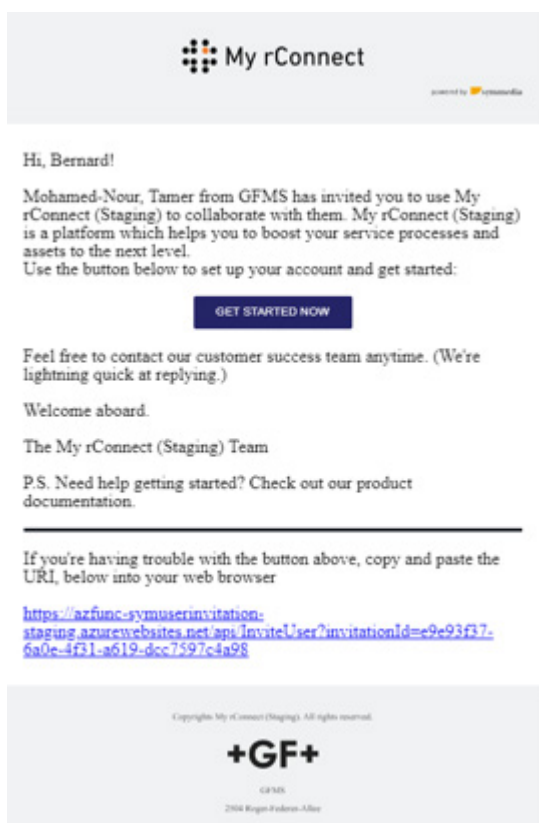 My rConnect
powered by symmedia
Hi, Bernard!
Mohamed-Nour, Tamer from GFMS has invited you to use My
rConnect (Staging) to collaborate with them. My rConnect (Staging)
is a platform which helps you to boost your service processes and
assets to the next level.
Use the button below to set up your account and get started:
GET STARTED NOW
Feel free to contact our customer success team anytime. (We're
lightning quick at replying.)
Welcome aboard.
The My rConnect (Staging) Team
P.S. Need help getting started? Check out our product
documentation.
If you're having trouble with the button above, copy and paste the
URI, below into your web browser
https://azfunc-symuserinvitation-
staging.azurewebsites.net/api/InviteUser?invitationId=e9e93f37-
6a0e-4f31-a619-dcc7597c4a98
Copyrights My rConnect (Staging). All rights reserved.
+GF+
GFMS
2504 Roger-Federer-Allee